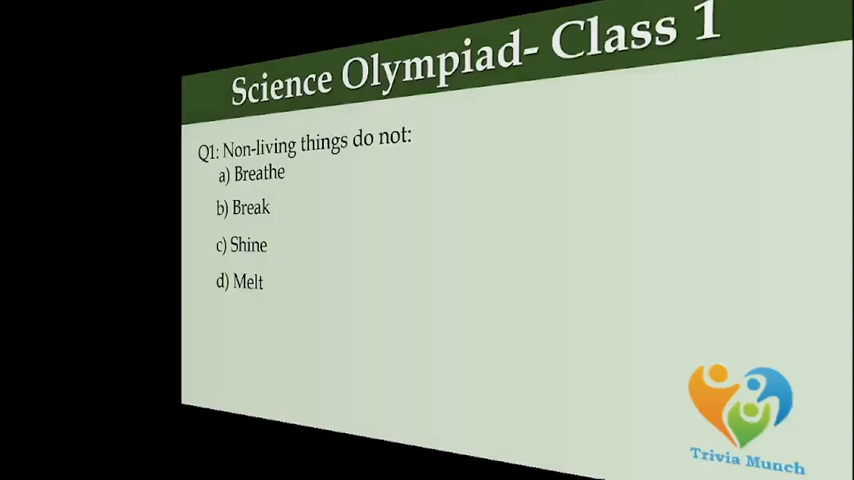 Science Olympiad- Class 1
Q1: Non-living things do not:
a) Breathe
b) Break
c) Shine
d) Melt
Trivia Munch